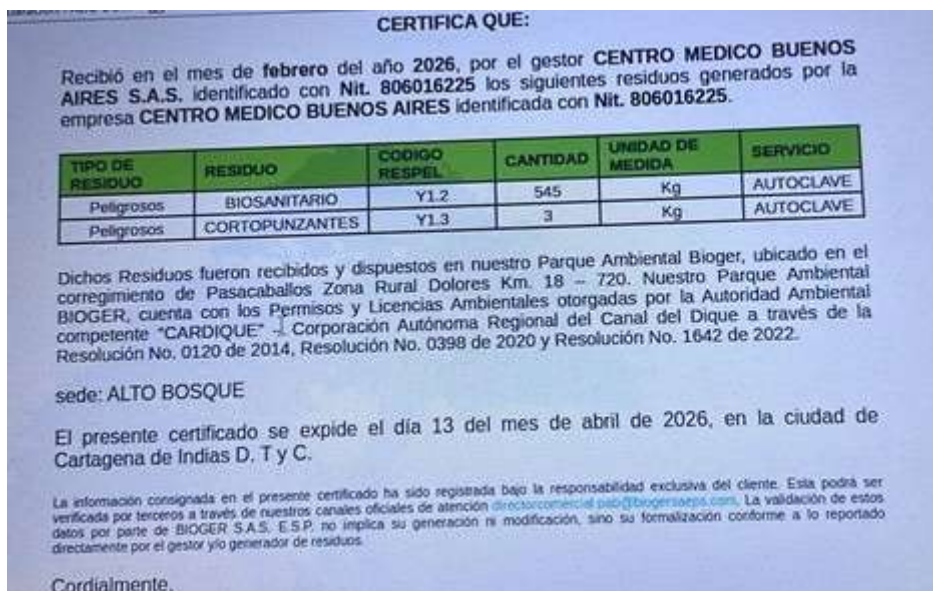 CERTIFICA QUE:
Recibió en el mes de febrero del año 2026, por el gestor CENTRO MEDICO BUENOS
AIRES S.A.S. identificado con Nit. 806016225 los siguientes residuos generados por la
empresa CENTRO MEDICO BUENOS AIRES identificada con Nit. 806016225.
TIPO DE RESIDUO RESIDUO CODIGO RESPEL CANTIDAD UNIDAD DE MEDIDA SERVICIO
Peligrosos BIOSANITARIO Y1.2 545 Kg AUTOCLAVE
Peligrosos CORTOPUNZANTES Y1.3 3 Kg AUTOCLAVE
Dichos Residuos fueron recibidos y dispuestos en nuestro Parque Ambiental Bioger, ubicado en el
corregimiento de Pasacaballos Zona Rural Dolores Km. 18 – 720. Nuestro Parque Ambiental
BIOGER, cuenta con los Permisos y Licencias Ambientales otorgadas por la Autoridad Ambiental
competente "CARDIQUE" - Corporación Autónoma Regional del Canal del Dique a través de la
Resolución No. 0120 de 2014, Resolución No. 0398 de 2020 y Resolución No. 1642 de 2022.
sede: ALTO BOSQUE
El presente certificado se expide el día 13 del mes de abril de 2026, en la ciudad de
Cartagena de Indias D. T y C.
La información consignada en el presente certificado ha sido registrada bajo la responsabilidad exclusiva del cliente. Esta podrá ser
verificada por terceros a través de nuestros canales oficiales de atención La validación de estos
datos por parte de BIOGER S.A.S. E.S.P. no implica su generación ni modificación, sino su formalización conforme a lo reportado
directamente por el gestor y/o generador de residuos.
Cordialmente,